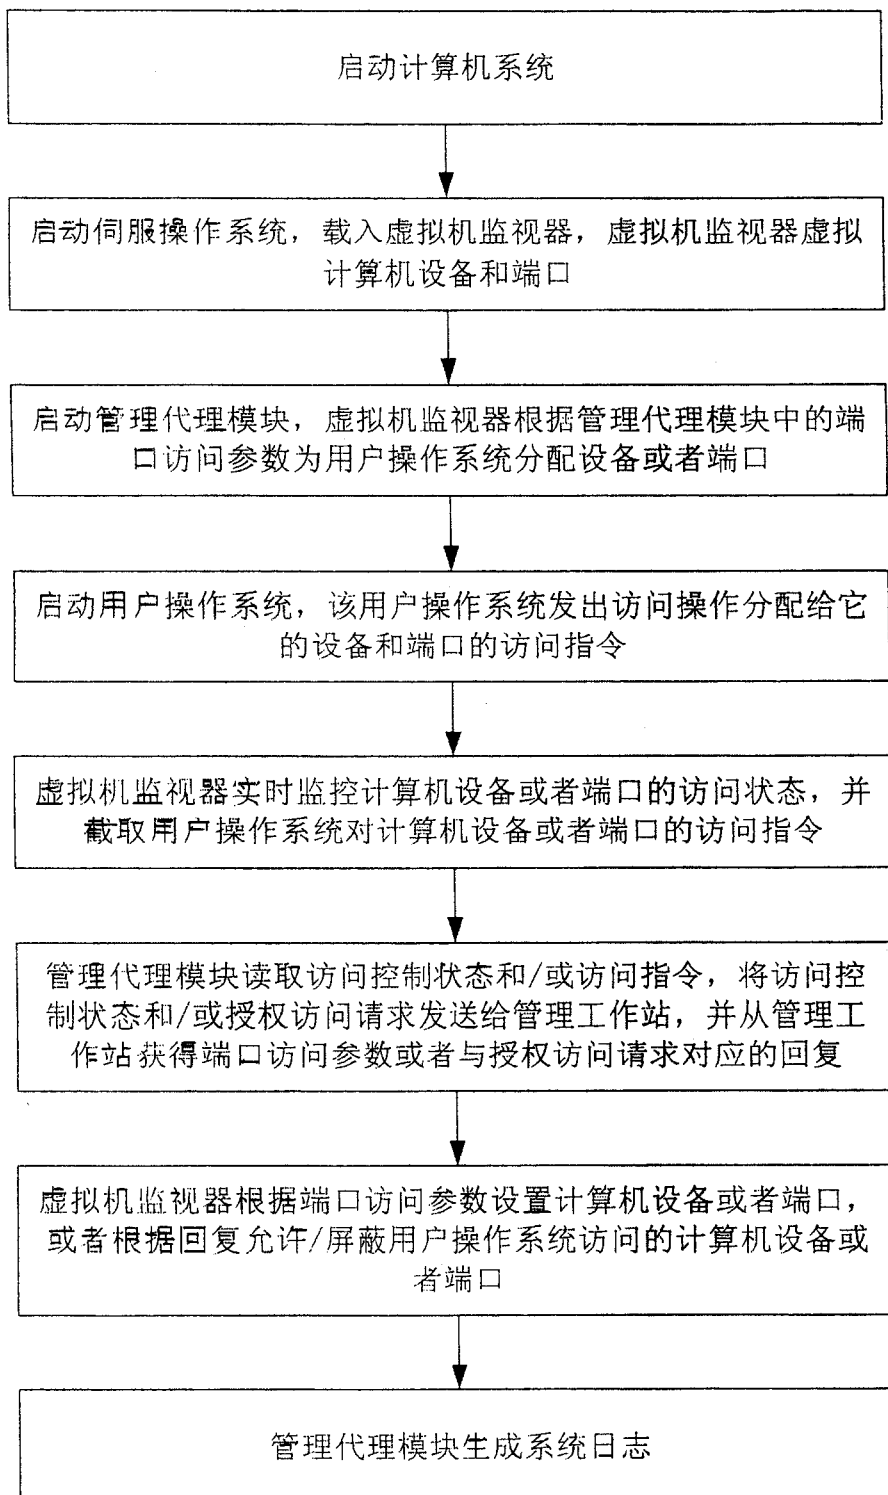 启动计算机系统
启动伺服操作系统，载入虚拟机监视器，虚拟机监视器虚拟
计算机设备和端口
启动管理代理模块，虚拟机监视器根据管理代理模块中的端
口访问参数为用户操作系统分配设备或者端口
启动用户操作系统，该用户操作系统发出访问操作分配给它
的设备和端口的访问指令
虚拟机监视器实时监控计算机设备或者端口的访问状态，并
截取用户操作系统对计算机设备或者端口的访问指令
管理代理模块读取访问控制状态和/或访问指令，将访问控
制状态和/或授权访问请求发送给管理工作站，并从管理工
作站获得端口访问参数或者与授权访问请求对应的回复
虚拟机监视器根据端口访问参数设置计算机设备或者端口，
或者根据回复允许/屏蔽用户操作系统访问的计算机设备或
者端口
管理代理模块生成系统日志